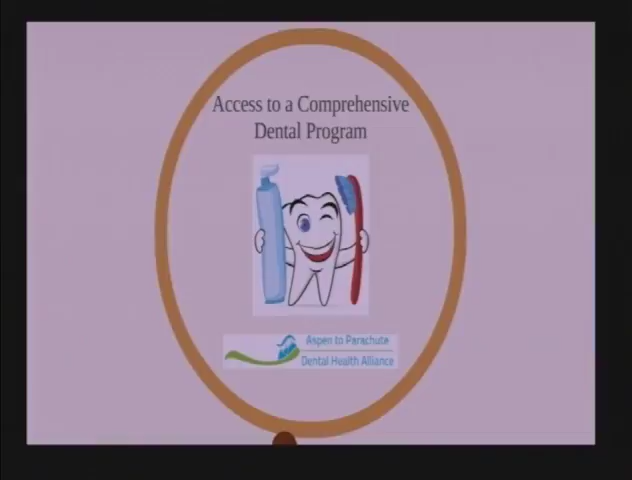 Access to a Comprehensive
Dental Program
Aspen to Parachute
Dental Health Alliance